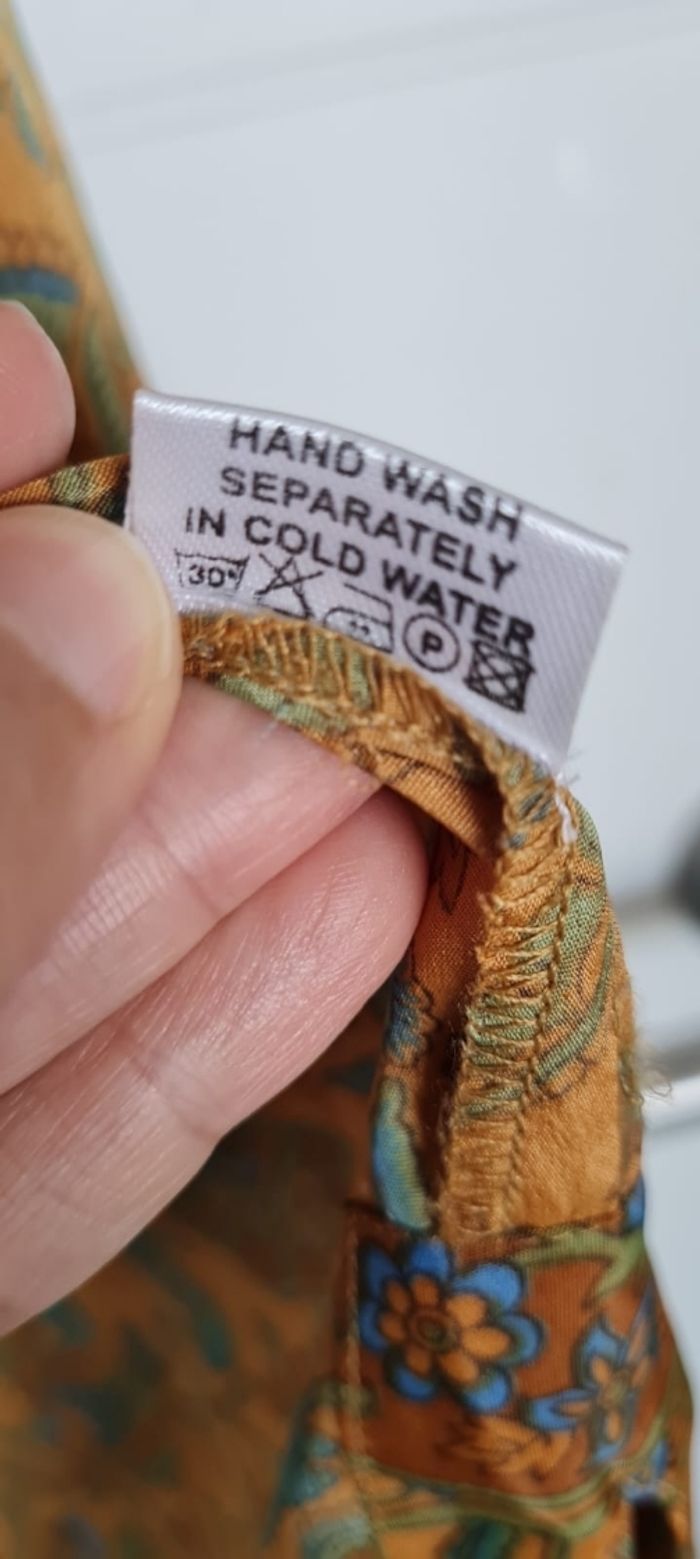 HAND WASH
SEPARATELY
IN COLD WATER
30° P